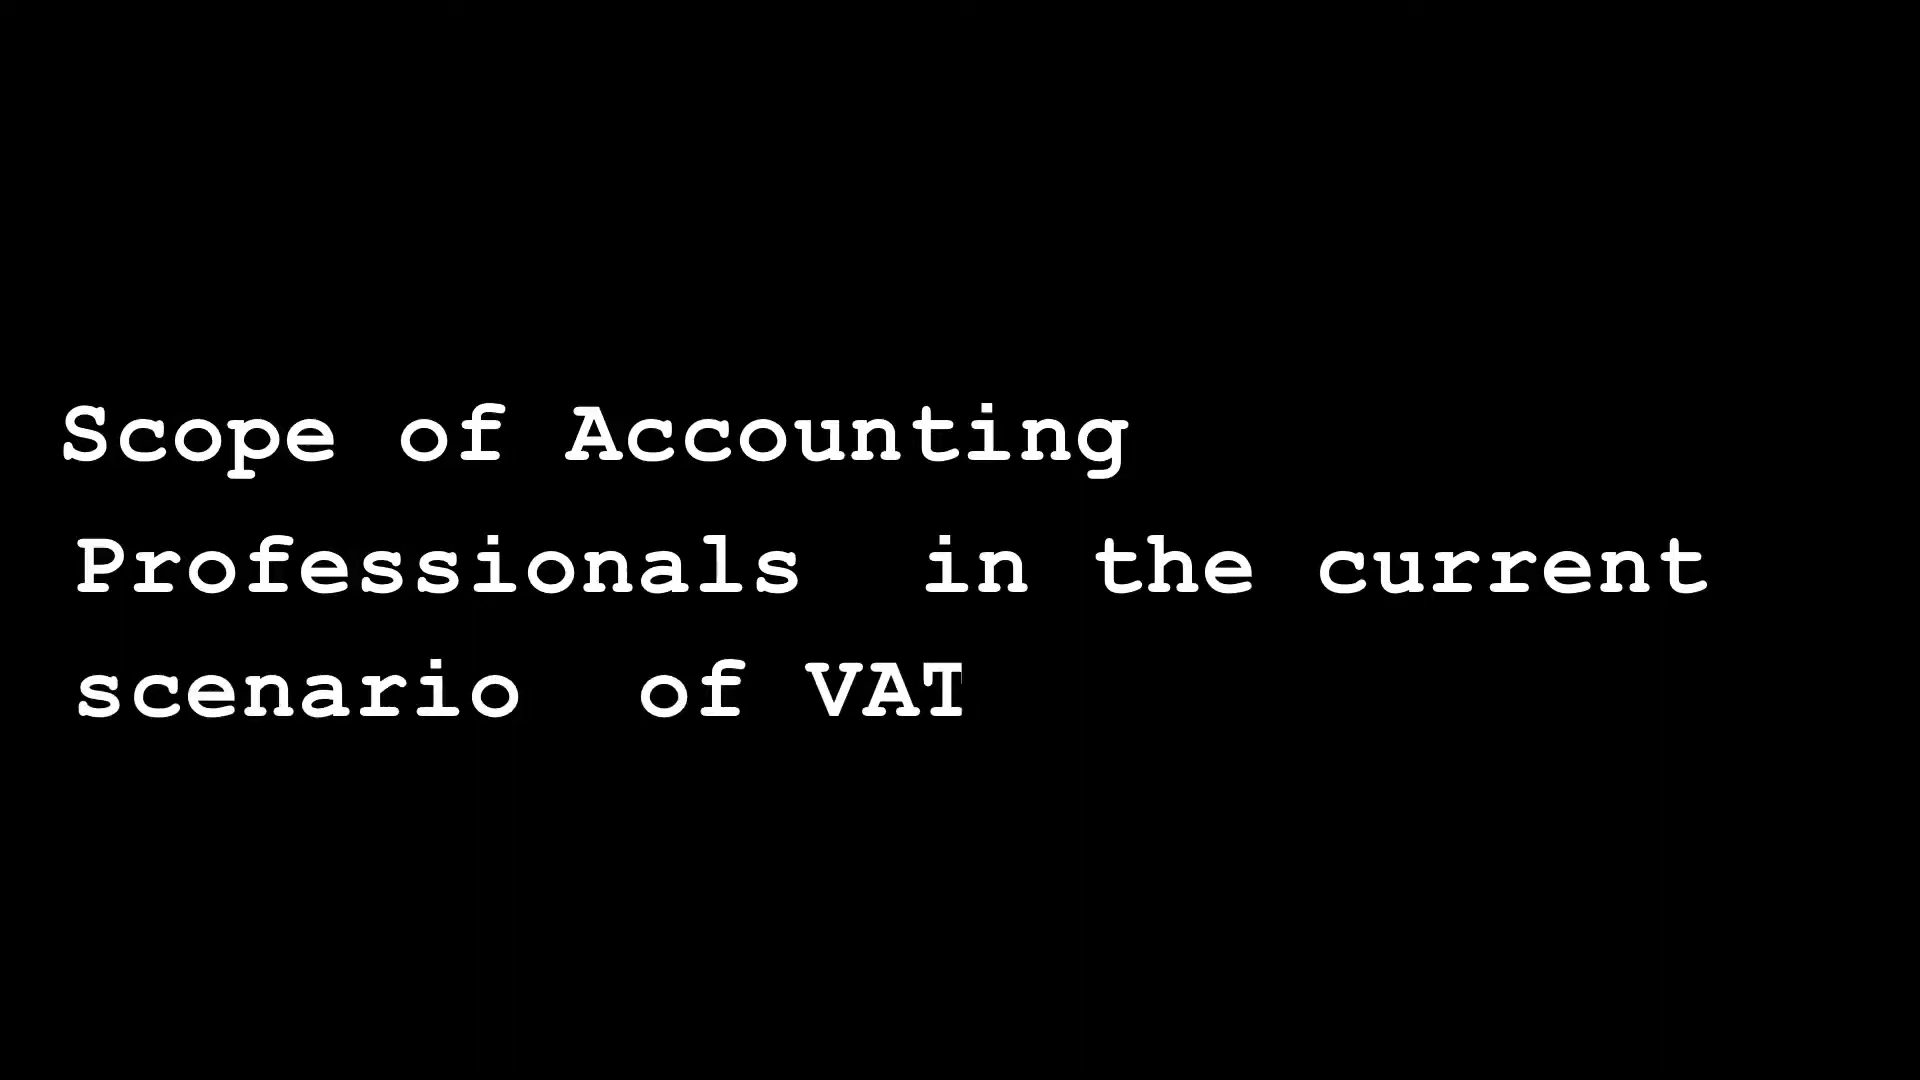 Scope of Accounting
Professionals in the current
scenario of VAT